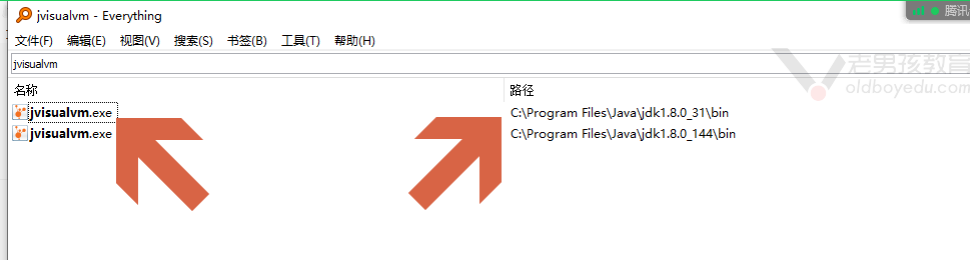 jvisualvm - Everything
腾讯
文件(F) 编辑(E) 视图(V) 搜索(S) 书签(B) 工具(T) 帮助(H)
jvisualvm
老男孩教育
oldboyedu.com
名称 路径
jvisualvm.exe C:\Program Files\Java\jdk1.8.0_31\bin
jvisualvm.exe C:\Program Files\Java\jdk1.8.0_144\bin